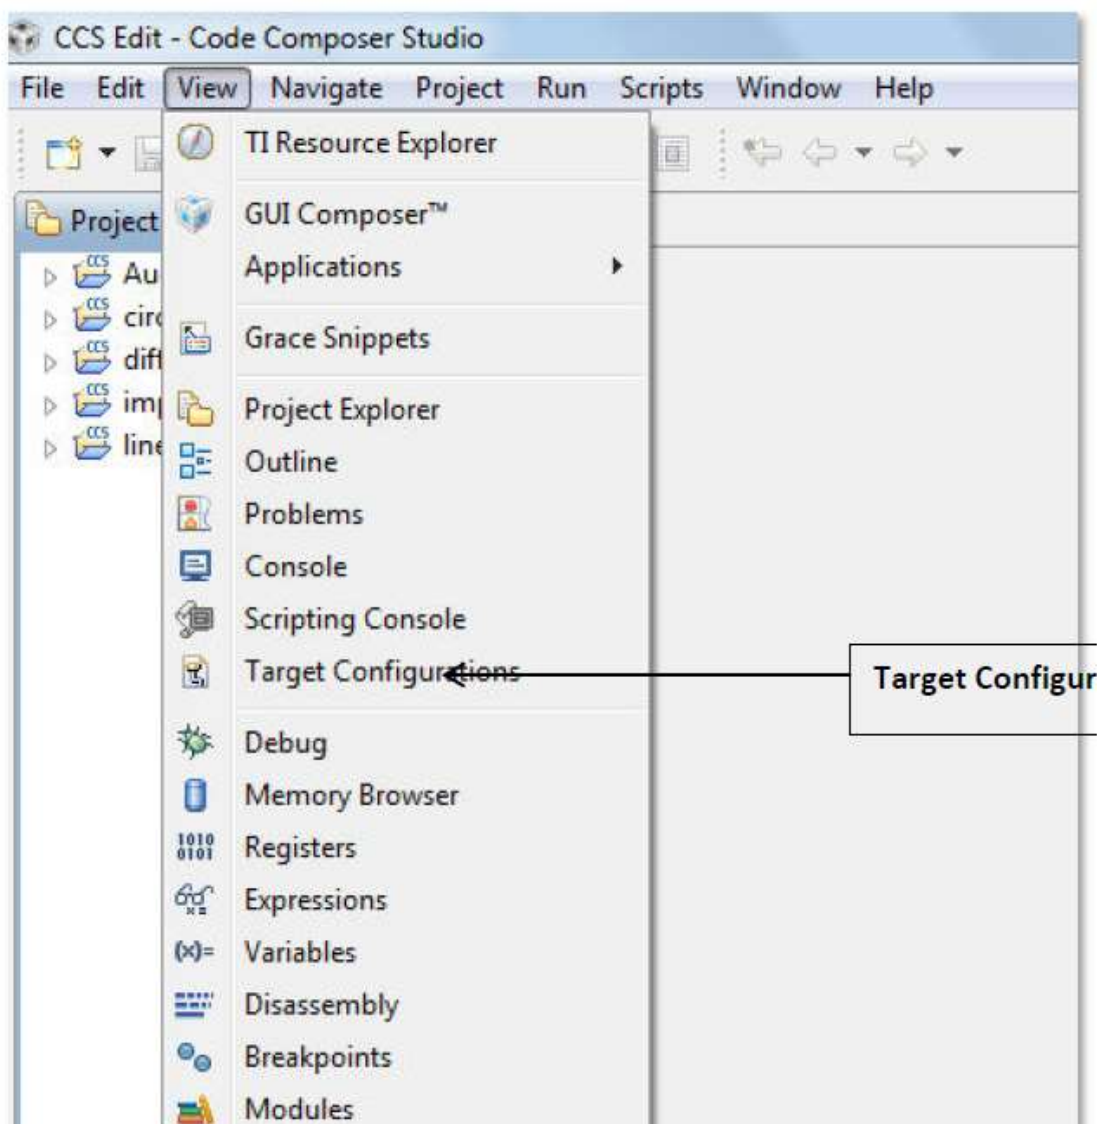 CCS Edit - Code Composer Studio
File Edit View Navigate Project Run Scripts Window Help
TI Resource Explorer
Project
GUI Composer™
Applications
Grace Snippets
Project Explorer
Outline
Problems
Console
Scripting Console
Target Configurations
Target Configur
Debug
Memory Browser
1010
0101
Registers
Expressions
(x)= Variables
Disassembly
Breakpoints
Modules